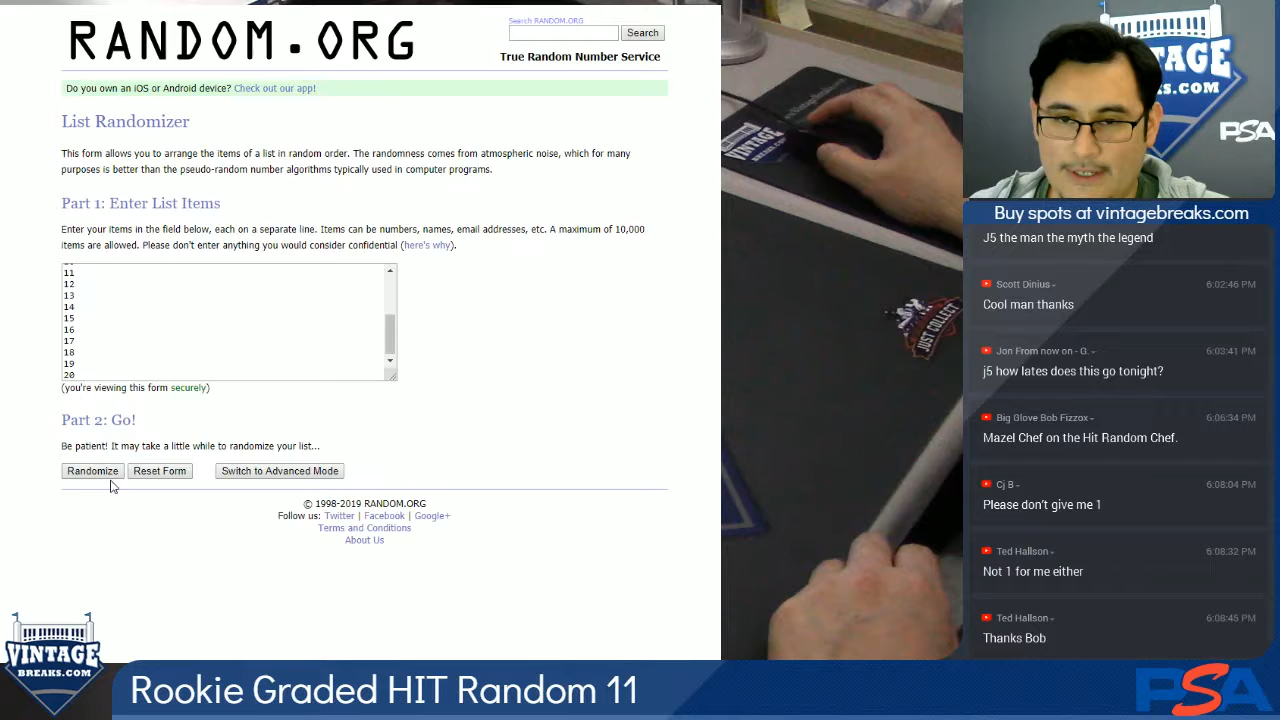 RANDOM.ORG
Search RANDOM.ORG
Search
True Random Number Service
Do you own an iOS or Android device? Check out our app!
List Randomizer
This form allows you to arrange the items of a list in random order. The randomness comes from atmospheric noise, which for many
purposes is better than the pseudo-random number algorithms typically used in computer programs.
Part 1: Enter List Items
Enter your items in the field below, each on a separate line. Items can be numbers, names, email addresses, etc. A maximum of 10,000
items are allowed. Please don't enter anything you would consider confidential (here's why).
11
12
13
14
15
16
17
18
19
20
(you're viewing this form securely)
Part 2: Go!
Be patient! It may take a little while to randomize your list...
Randomize
Reset Form
Switch to Advanced Mode
© 1998-2019 RANDOM.ORG
Follow us: Twitter | Facebook | Google+
Terms and Conditions
About Us
VINTAGE
BREAKS.COM
JUST COLLECT
VINTAGE
PSA
Buy spots at vintagebreaks.com
J5 the man the myth the legend
Scott Dinius
6:02:46 PM
Cool man thanks
Jon From now on - G.
6:03:41 PM
j5 how lates does this go tonight?
Big Glove Bob Fizzox
6:06:34 PM
Mazel Chef on the Hit Random Chef.
Cj B
6:08:04 PM
Please don't give me 1
Ted Hallson
6:08:32 PM
Not 1 for me either
Ted Hallson
6:08:45 PM
Thanks Bob
VINTAGE
BREAKS.COM
Rookie Graded HIT Random 11
PSA